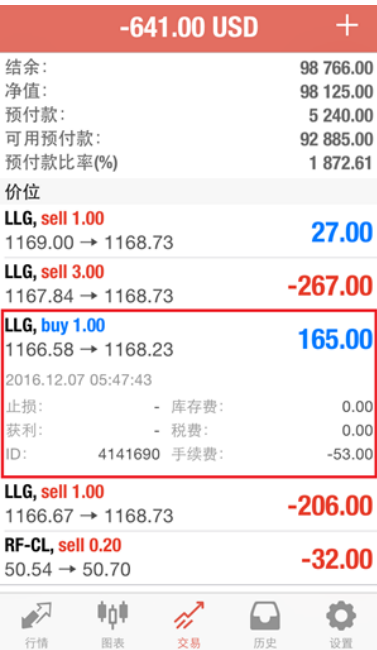 -641.00 USD +
结余: 98 766.00
净值: 98 125.00
预付款: 5 240.00
可用预付款: 92 885.00
预付款比率(%) 1 872.61
价位
LLG, sell 1.00
1169.00 → 1168.73 27.00
LLG, sell 3.00
1167.84 → 1168.73 -267.00
LLG, buy 1.00
1166.58 → 1168.23 165.00
2016.12.07 05:47:43
止损: - 库存费: 0.00
获利: - 税费: 0.00
ID: 4141690 手续费: -53.00
LLG, sell 1.00
1166.67 → 1168.73 -206.00
RF-CL, sell 0.20
50.54 → 50.70 -32.00
行情 图表 交易 历史 设置